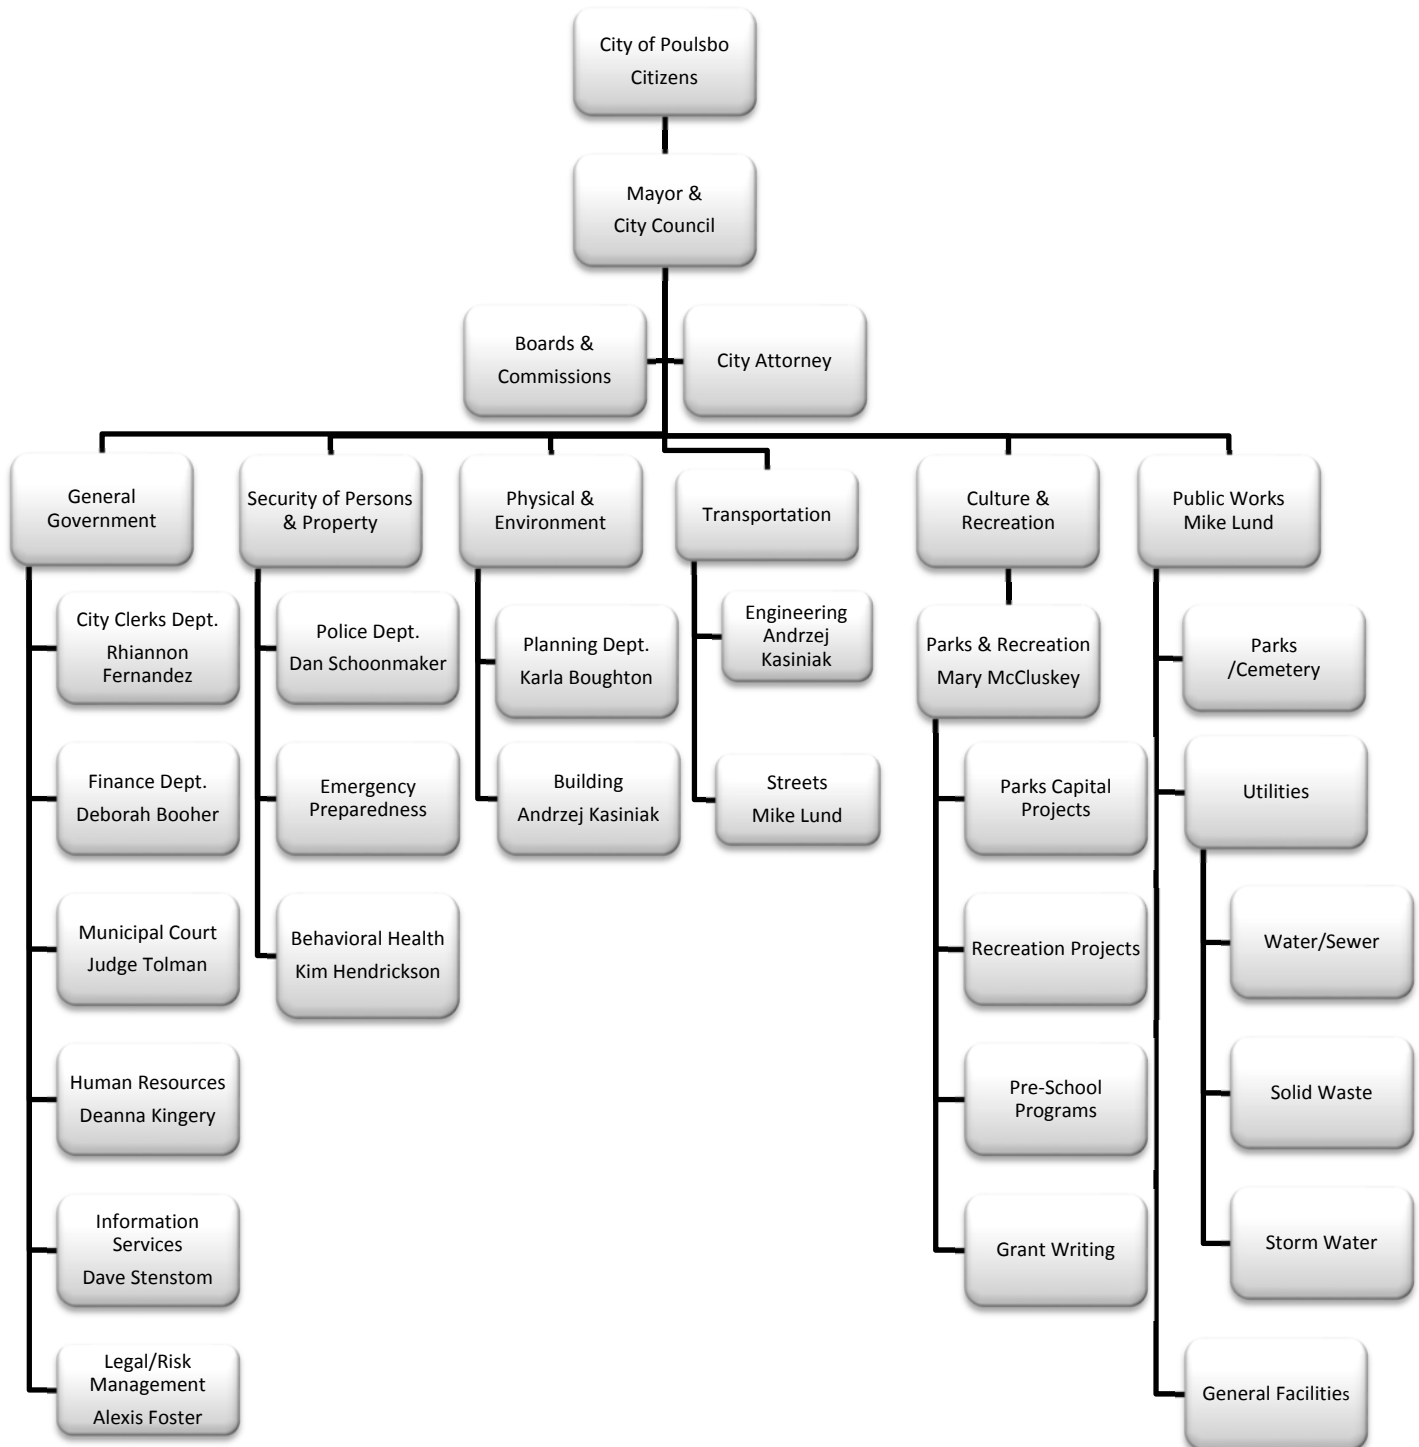 City of Poulsbo
Citizens
Mayor &
City Council
Boards &
Commissions
City Attorney
General
Government
City Clerks Dept.
Rhiannon
Fernandez
Finance Dept.
Deborah Booher
Municipal Court
Judge Tolman
Human Resources
Deanna Kingery
Information
Services
Dave Stenstom
Legal/Risk
Management
Alexis Foster
Security of Persons
& Property
Police Dept.
Dan Schoonmaker
Emergency
Preparedness
Behavioral Health
Kim Hendrickson
Physical &
Environment
Planning Dept.
Karla Boughton
Building
Andrzej Kasiniak
Transportation
Engineering
Andrzej
Kasiniak
Streets
Mike Lund
Culture &
Recreation
Parks & Recreation
Mary McCluskey
Parks Capital
Projects
Recreation Projects
Pre-School
Programs
Grant Writing
Public Works
Mike Lund
Parks
/Cemetery
Utilities
Water/Sewer
Solid Waste
Storm Water
General Facilities